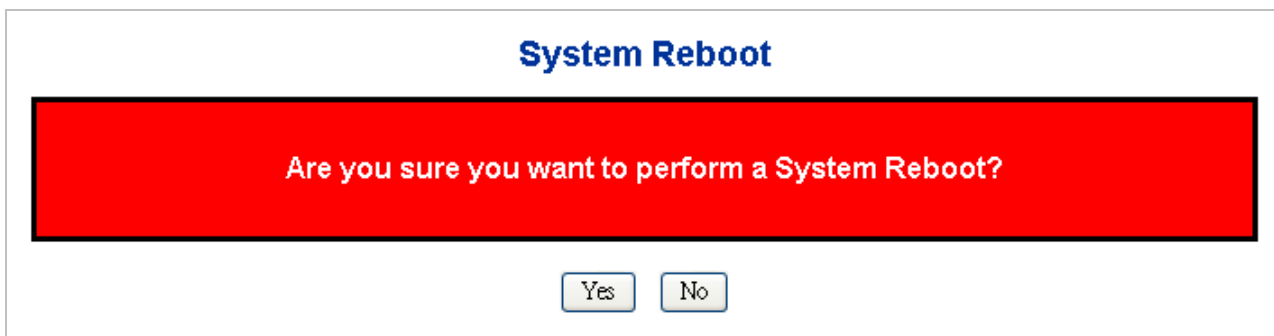 System Reboot
Are you sure you want to perform a System Reboot?
Yes No